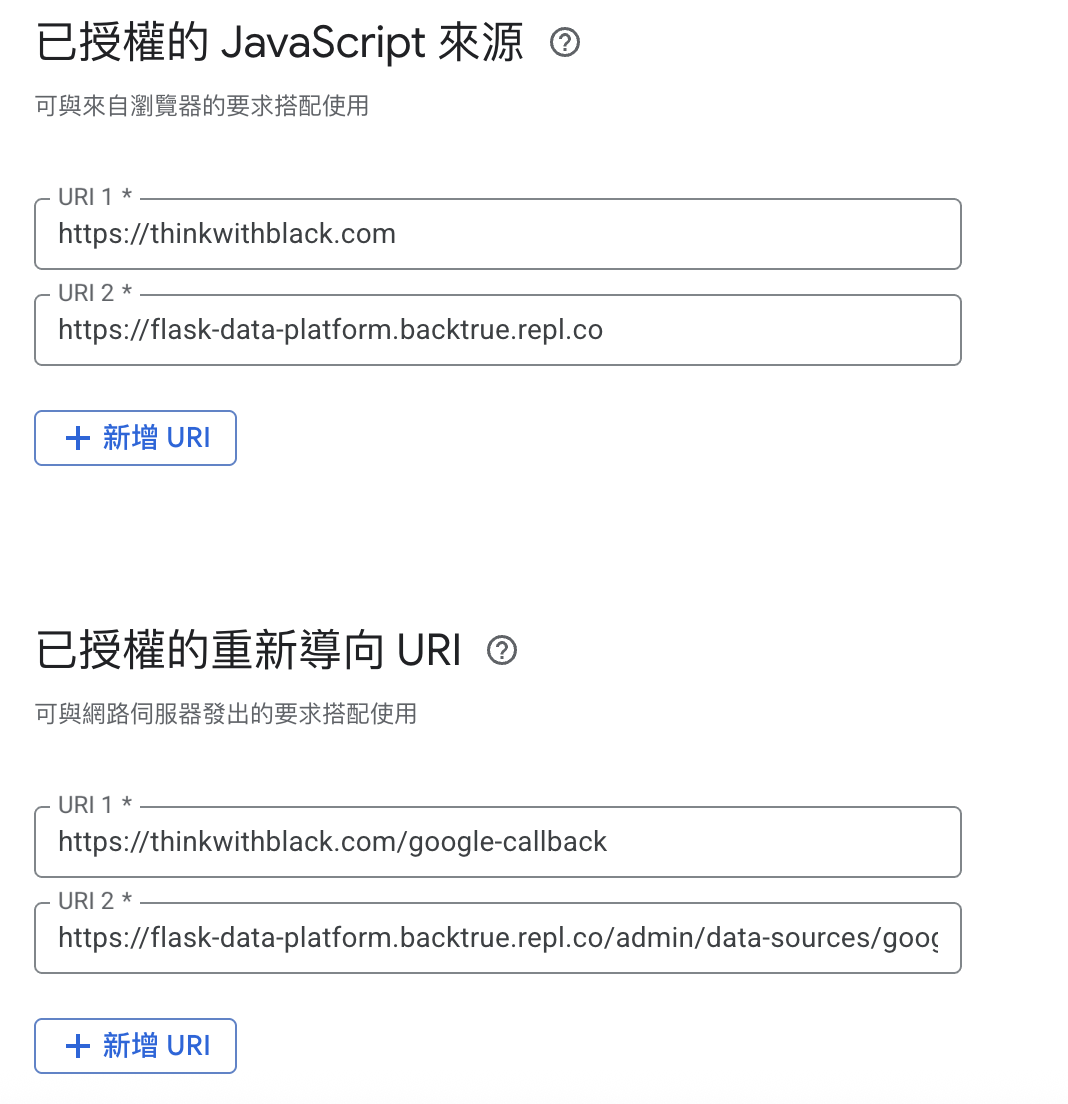 已授權的 JavaScript 來源
可與來自瀏覽器的要求搭配使用
URI 1 *
https://thinkwithblack.com
URI 2 *
https://flask-data-platform.backtrue.repl.co
+ 新增 URI
已授權的重新導向 URI
可與網路伺服器發出的要求搭配使用
URI 1 *
https://thinkwithblack.com/google-callback
URI 2 *
https://flask-data-platform.backtrue.repl.co/admin/data-sources/goog
+ 新增 URI